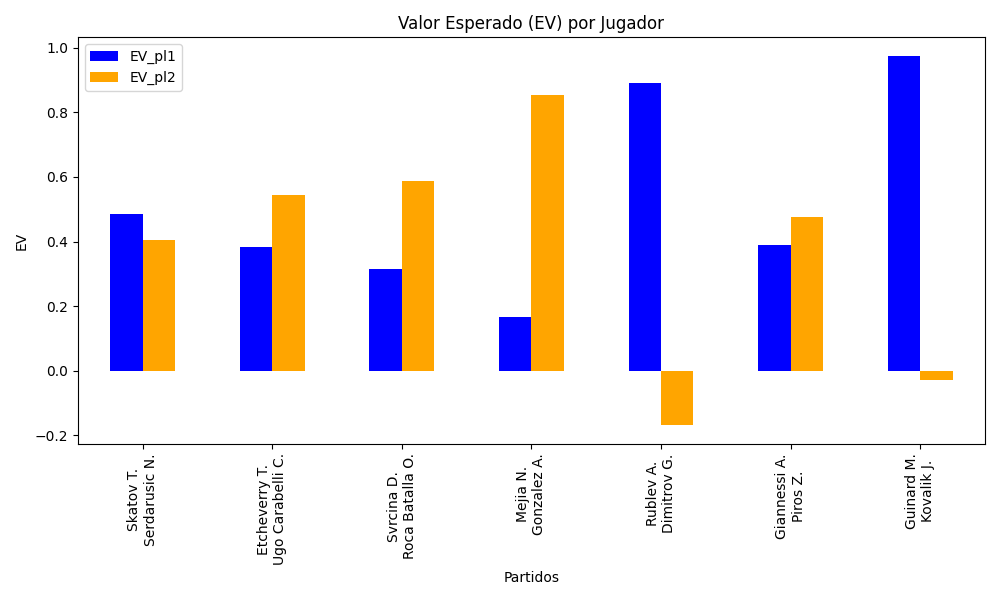 Valor Esperado (EV) por Jugador
EV_pl1
EV_pl2
EV
1.0
0.8
0.6
0.4
0.2
0.0
−0.2
Skatov T.
Serdarusic N.
Etcheverry T.
Ugo Carabelli C.
Svrcina D.
Roca Batalla O.
Mejia N.
Gonzalez A.
Rublev A.
Dimitrov G.
Giannessi A.
Piros Z.
Guinard M.
Kovalik J.
Partidos